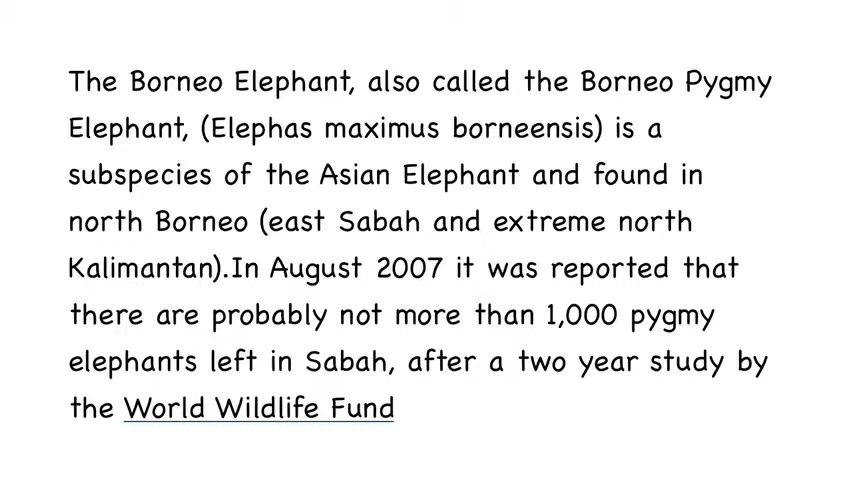 The Borneo Elephant, also called the Borneo Pygmy
Elephant, (Elephas maximus borneensis) is a
subspecies of the Asian Elephant and found in
north Borneo (east Sabah and extreme north
Kalimantan).In August 2007 it was reported that
there are probably not more than 1,000 pygmy
elephants left in Sabah, after a two year study by
the World Wildlife Fund